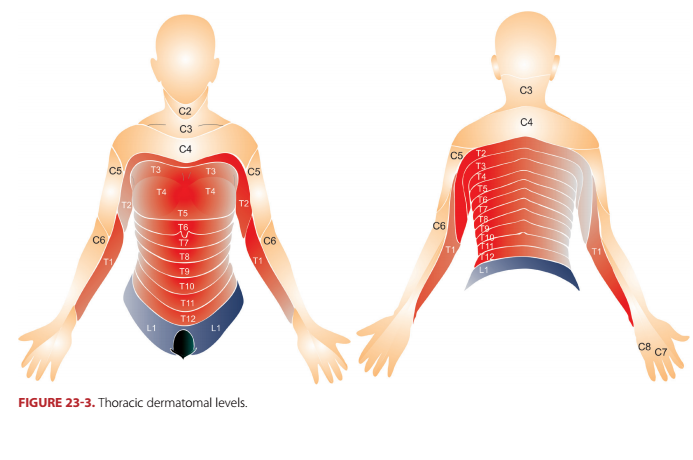 C2
C3
C4
C5 T3 T3 C5
T4 T4
T2 T5 T2
T6
C6 T7 C6
T8
T1 T9 T1
T10
T11
T12
L1 L1
C3
C4
C5 T2
T3
T4
T5
T6
C6 T7
T8
T9
T10
T1 T11 T1
T12
L1
C8 C7
FIGURE 23-3. Thoracic dermatomal levels.